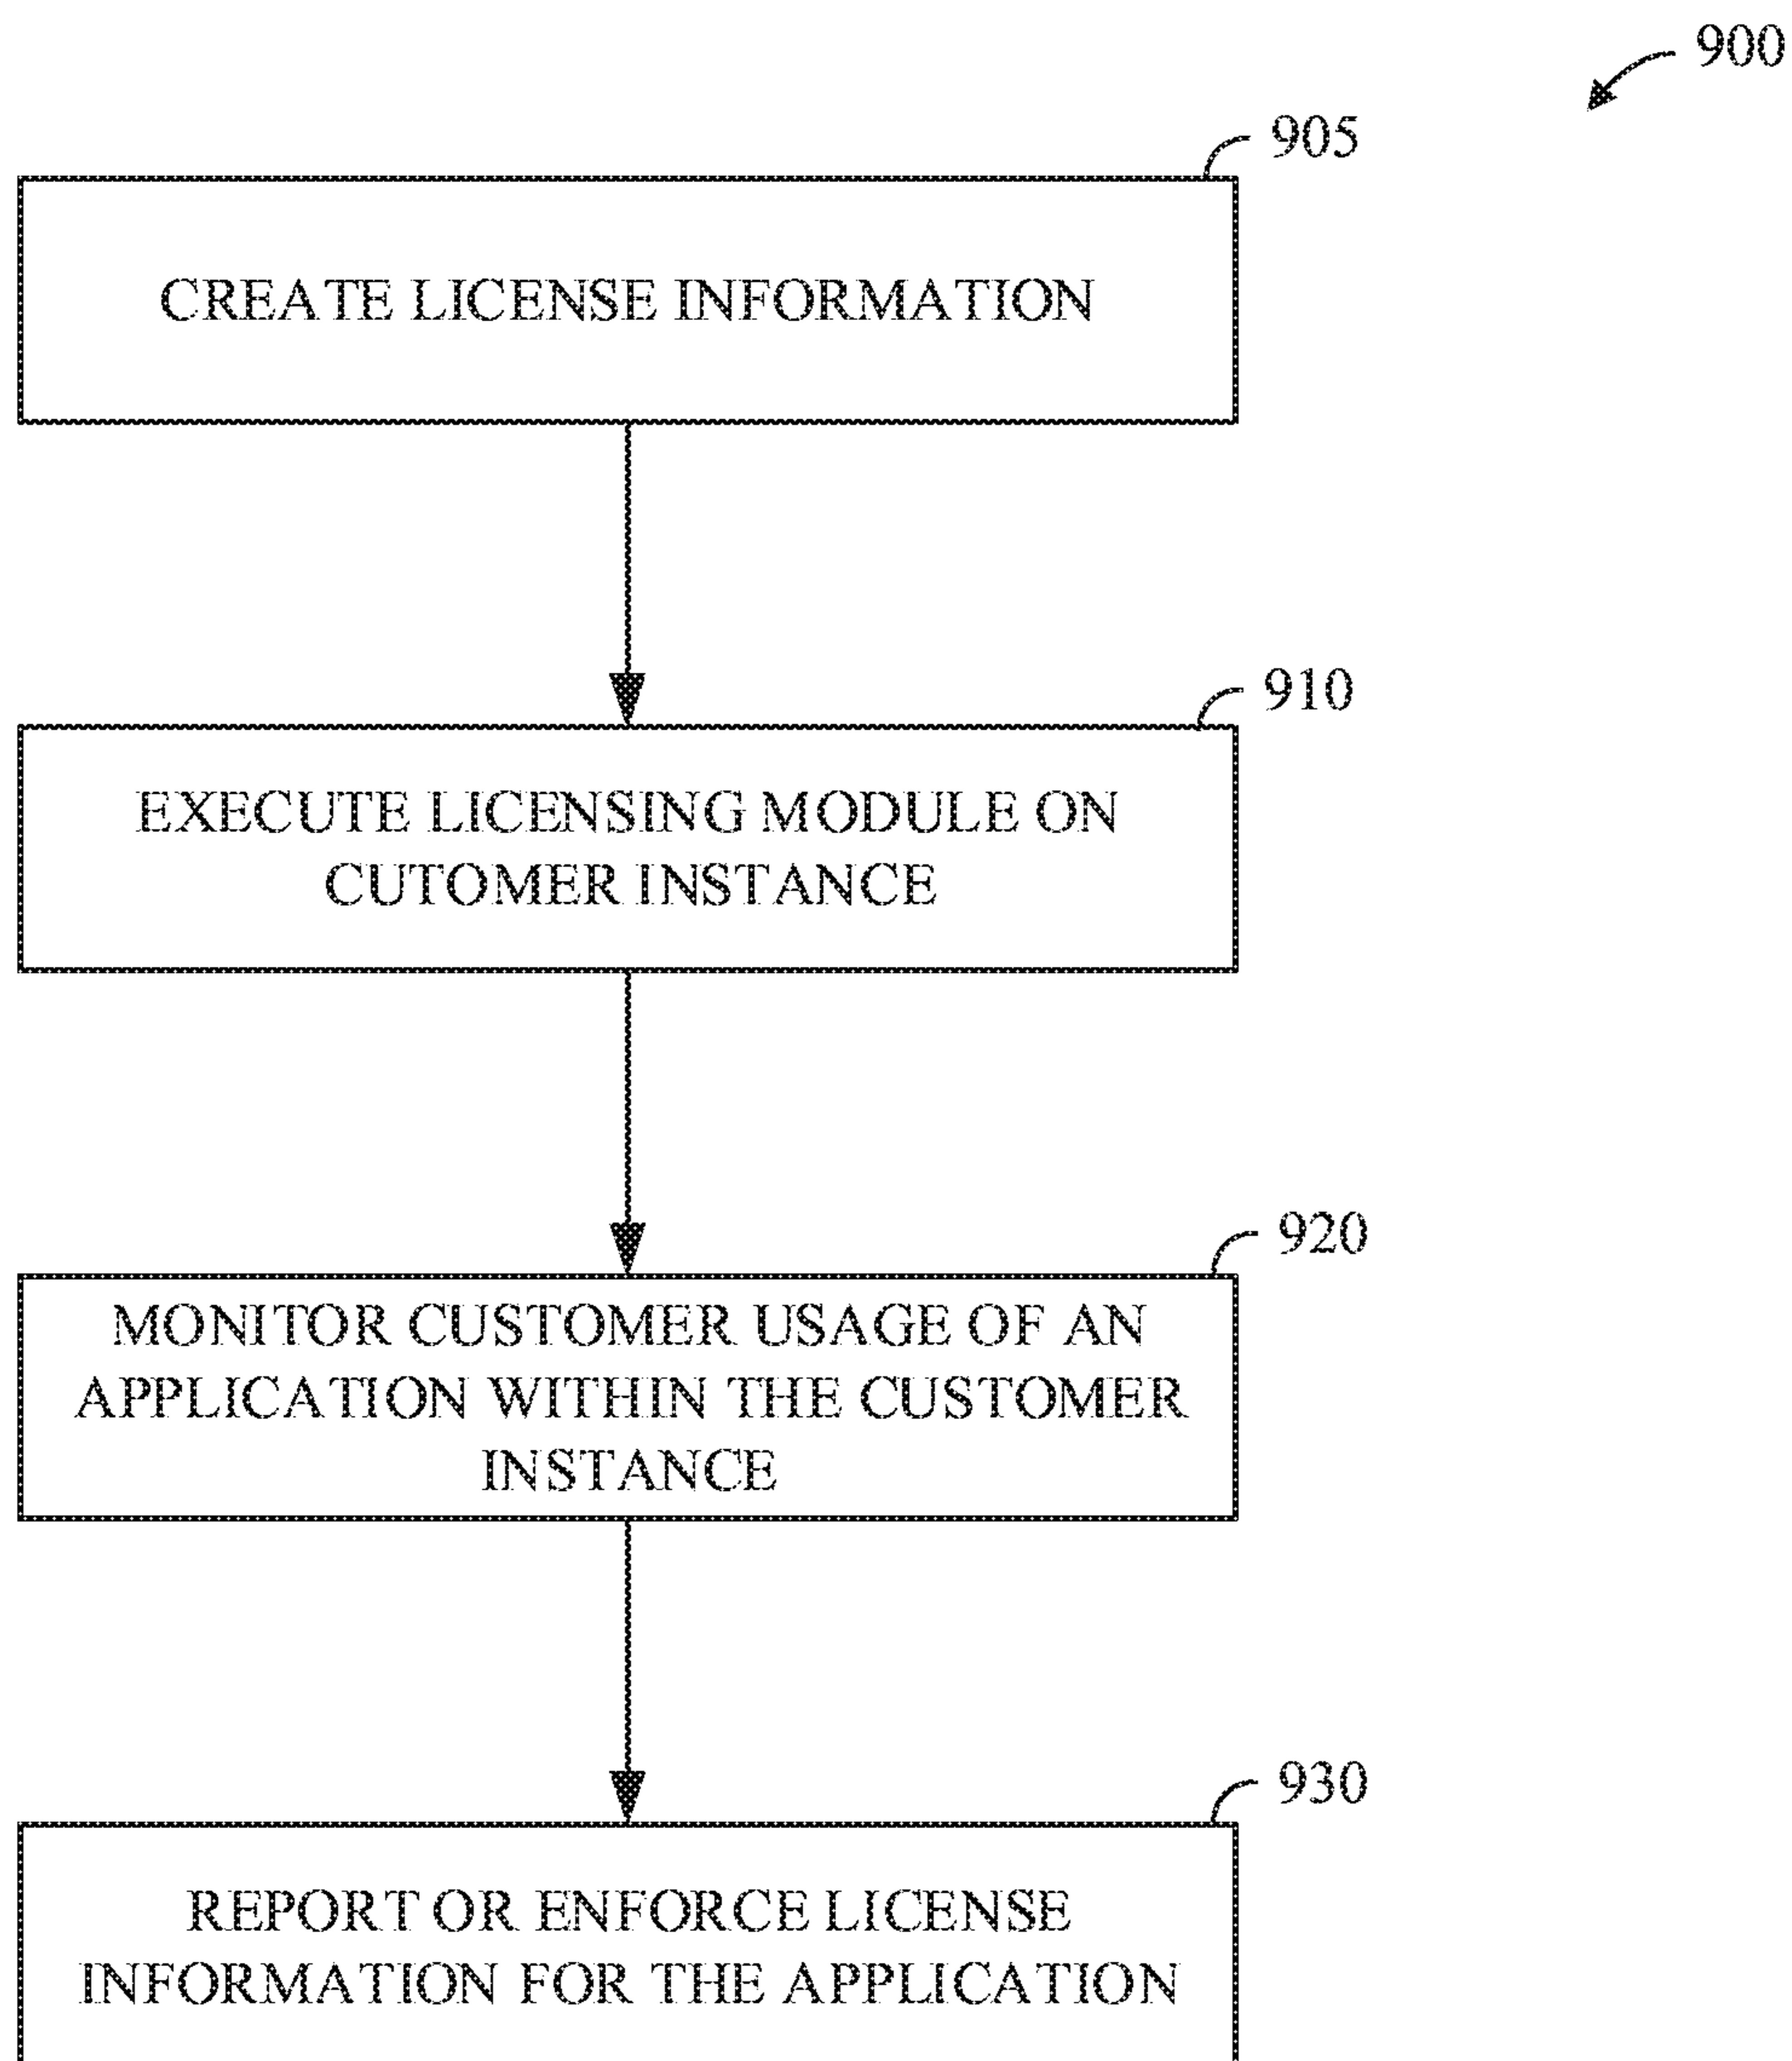 900
905
CREATE LICENSE INFORMATION
910
EXECUTE LICENSING MODULE ON
CUTOMER INSTANCE
920
MONITOR CUSTOMER USAGE OF AN
APPLICATION WITHIN THE CUSTOMER
INSTANCE
930
REPORT OR ENFORCE LICENSE
INFORMATION FOR THE APPLICATION